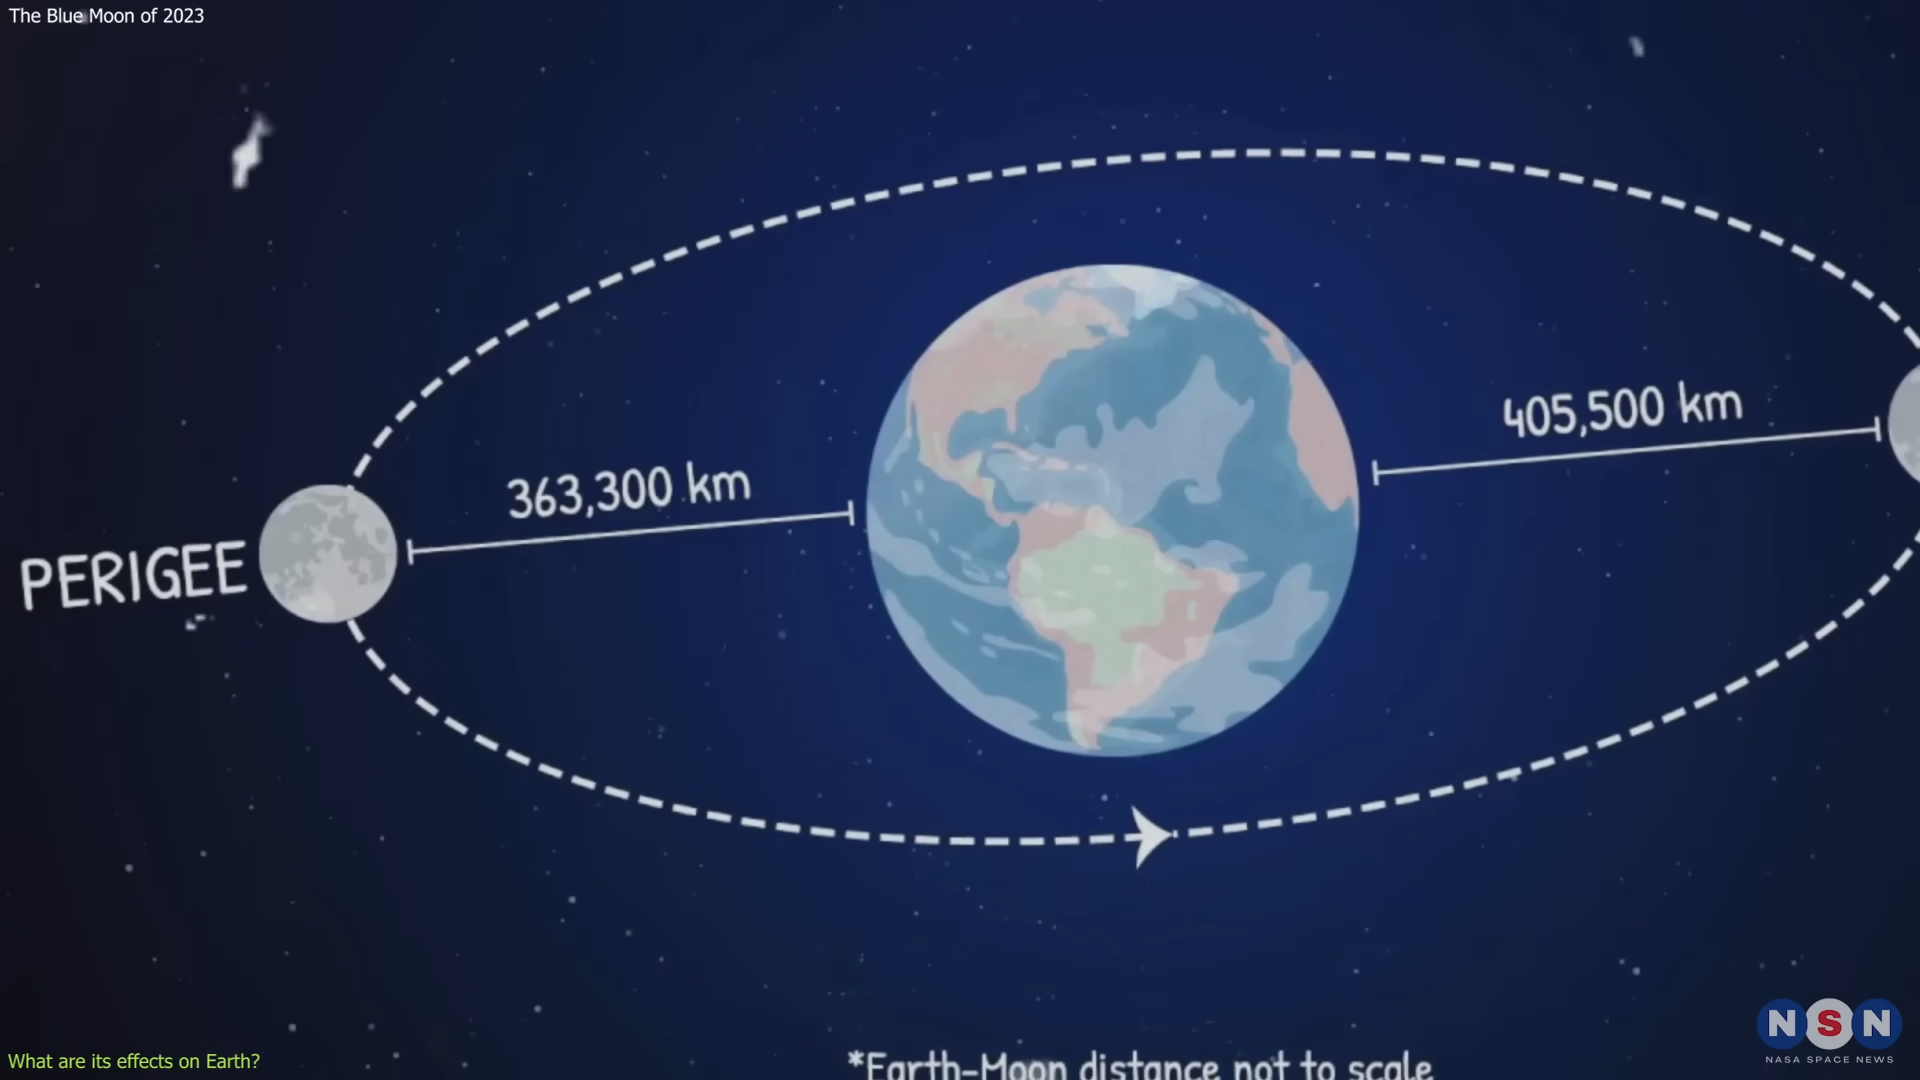 The Blue Moon of 2023
405,500 km
363,300 km
PERIGEE
NSN
NASA SPACE NEWS
What are its effects on Earth?
*Earth-Moon distance not to scale